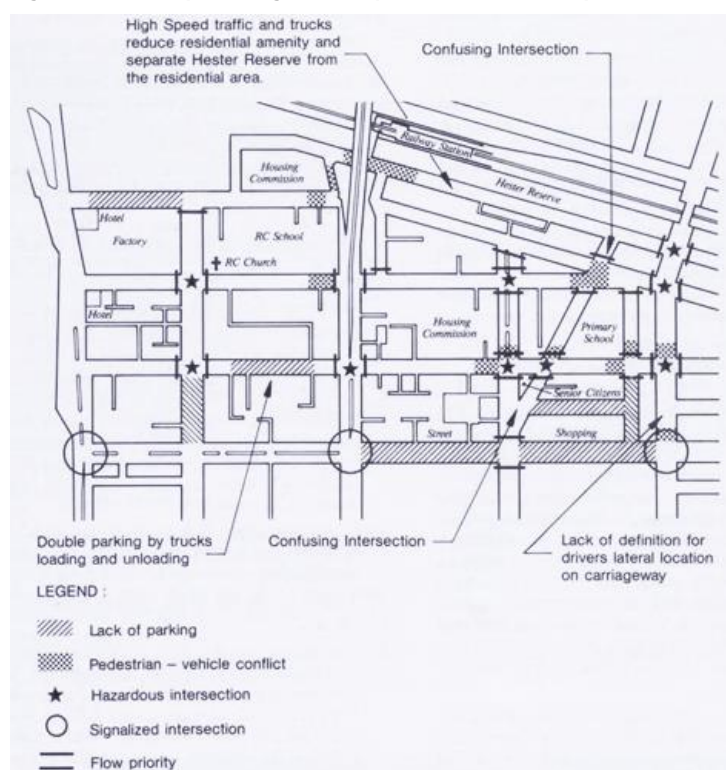 High Speed traffic and trucks
reduce residential amenity and
separate Hester Reserve from
the residential area.
Confusing Intersection
Railway Station
Housing
Commission
Hester Reserve
Hotel
Factory
RC School
RC Church
Hotel
Housing
Commission
Primary
School
Senior Citizens
Street
Shopping
Double parking by trucks
loading and unloading
Confusing Intersection
Lack of definition for
drivers lateral location
on carriageway
LEGEND :
Lack of parking
Pedestrian – vehicle conflict
Hazardous intersection
Signalized intersection
Flow priority